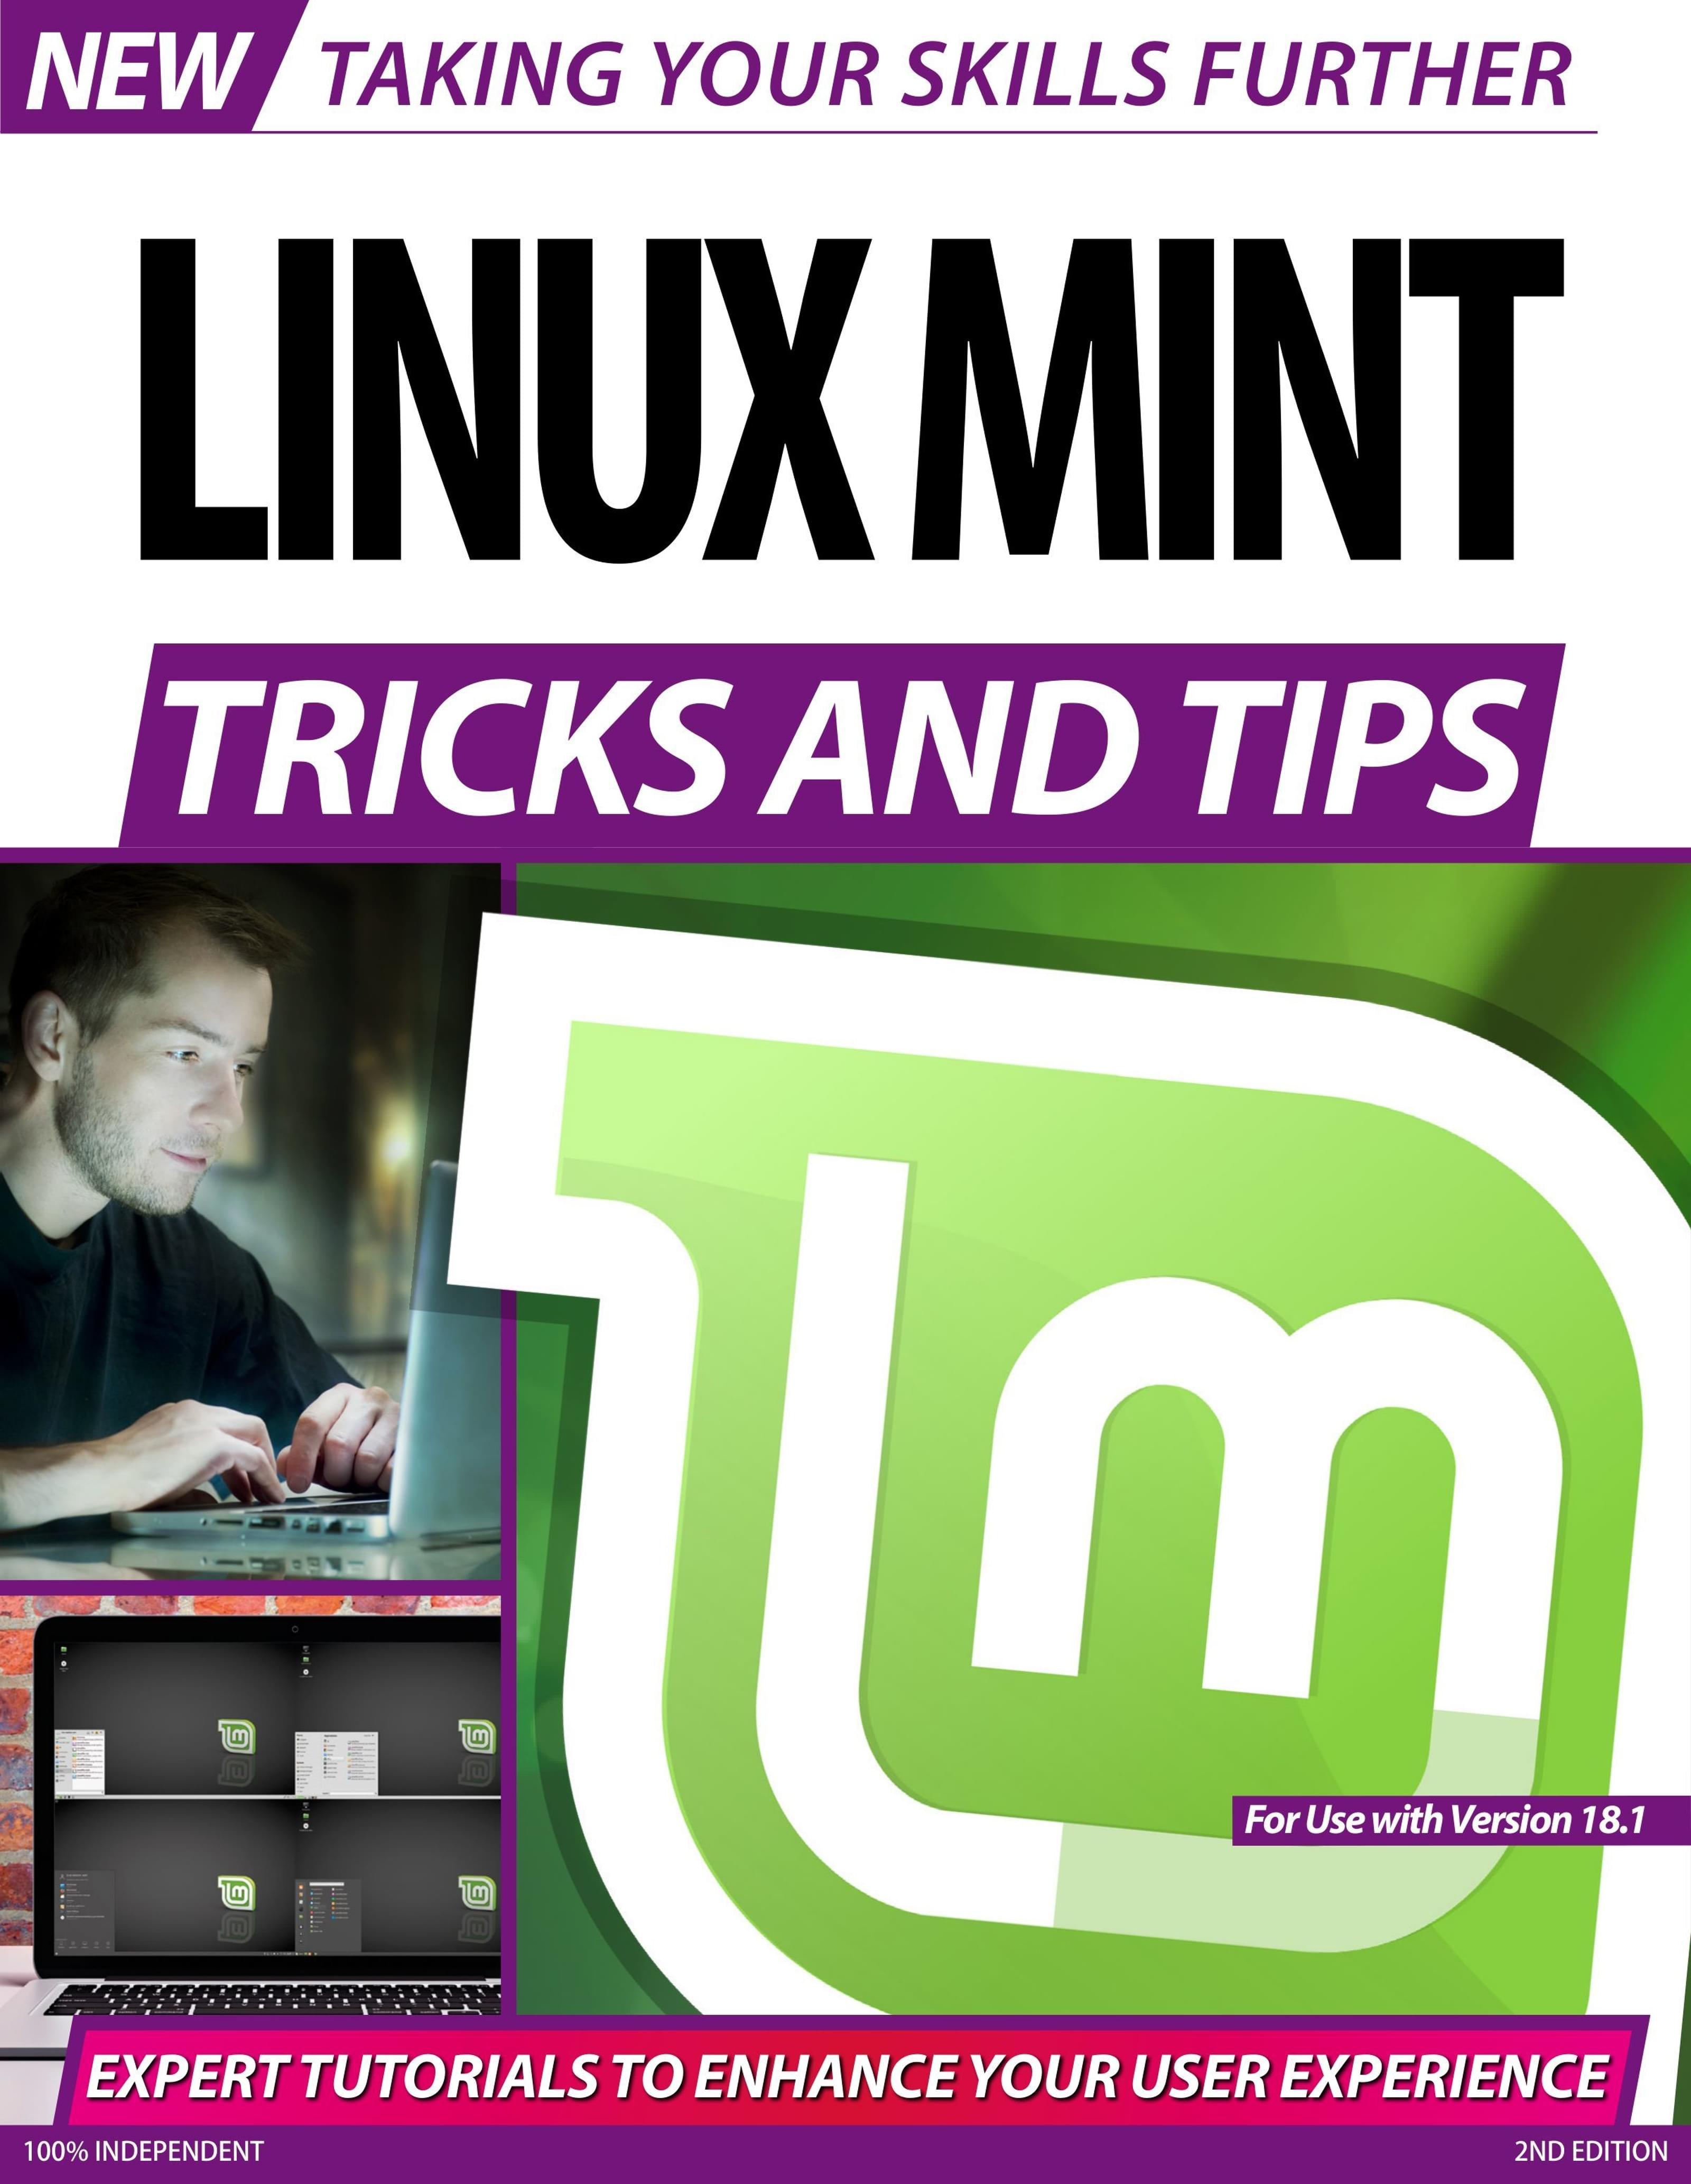 NEW TAKING YOUR SKILLS FURTHER
LINUX MINT
TRICKS AND TIPS
For Use with Version 18.1
EXPERT TUTORIALS TO ENHANCE YOUR USER EXPERIENCE
100% INDEPENDENT
2ND EDITION